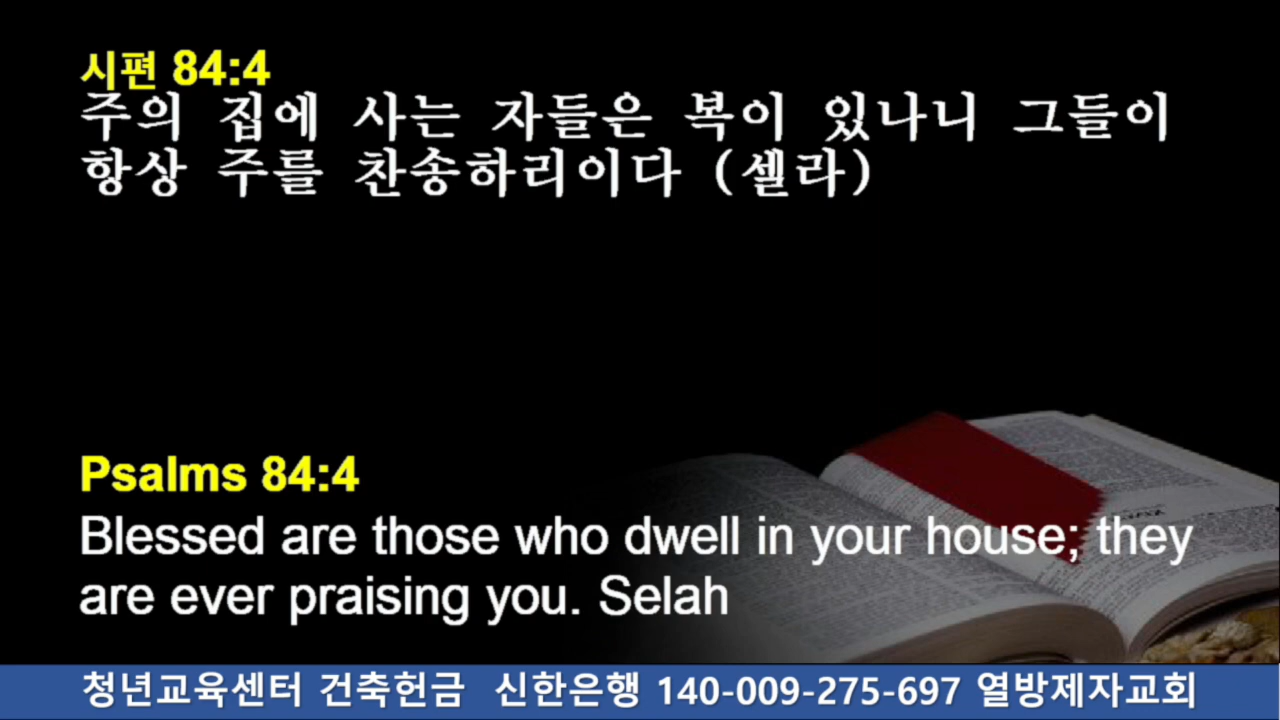 시편 84:4
주의 집에 사는 자들은 복이 있나니 그들이
항상 주를 찬송하리이다 (셀라)
Psalms 84:4
Blessed are those who dwell in your house; they
are ever praising you. Selah
청년교육센터 건축헌금 신한은행 140-009-275-697 열방제자교회